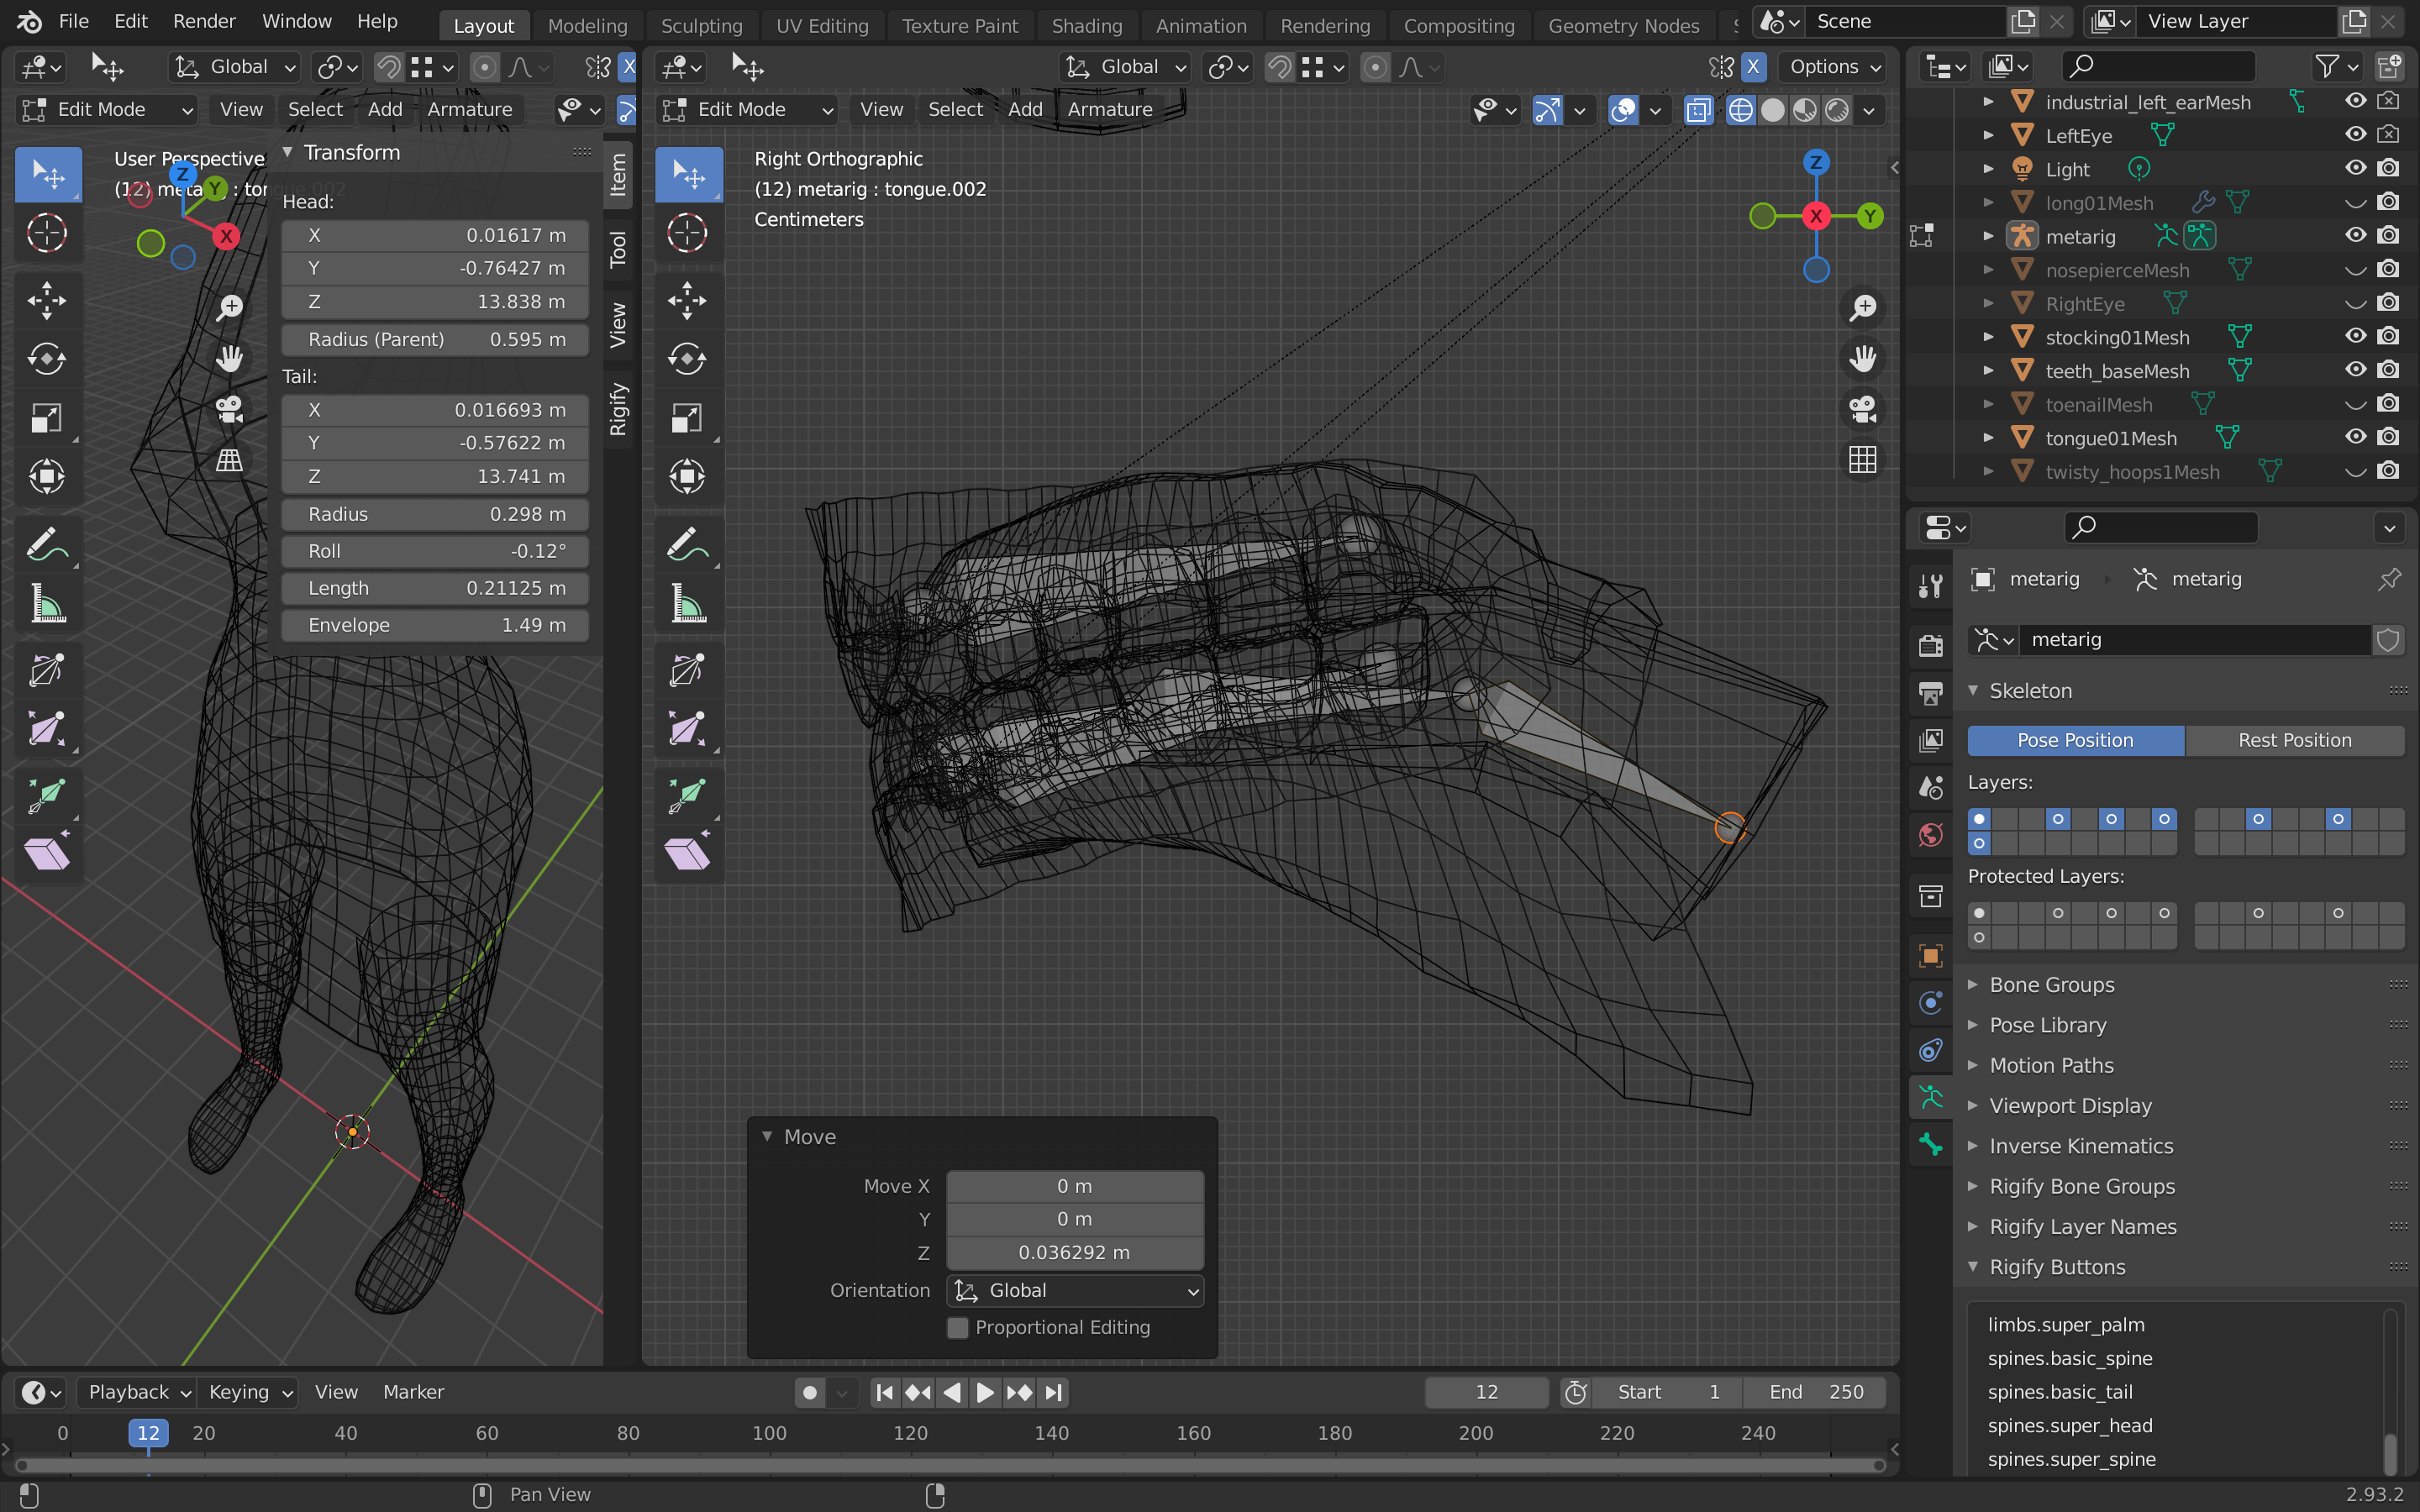 File Edit Render Window Help Layout Modeling Sculpting UV Editing Texture Paint Shading Animation Rendering Compositing Geometry Nodes Scene View Layer
Global X Global X Options
Edit Mode View Select Add Armature Edit Mode View Select Add Armature
User Perspective
(12) metarig : tongue.002
Transform
Head:
X 0.01617 m
Y -0.76427 m
Z 13.838 m
Radius (Parent) 0.595 m
Tail:
X 0.016693 m
Y -0.57622 m
Z 13.741 m
Radius 0.298 m
Roll -0.12°
Length 0.21125 m
Envelope 1.49 m
Item
Tool
View
Rigify
Z
Y
X
Right Orthographic
(12) metarig : tongue.002
Centimeters
Z
X Y
Move
Move X 0 m
Y 0 m
Z 0.036292 m
Orientation Global
Proportional Editing
industrial_left_earMesh
LeftEye
Light
long01Mesh
metarig
nosepierceMesh
RightEye
stocking01Mesh
teeth_baseMesh
toenailMesh
tongue01Mesh
twisty_hoops1Mesh
metarig metarig
metarig
Skeleton
Pose Position Rest Position
Layers:
Protected Layers:
Bone Groups
Pose Library
Motion Paths
Viewport Display
Inverse Kinematics
Rigify Bone Groups
Rigify Layer Names
Rigify Buttons
limbs.super_palm
spines.basic_spine
spines.basic_tail
spines.super_head
spines.super_spine
Playback Keying View Marker 12 Start 1 End 250
0 12 20 40 60 80 100 120 140 160 180 200 220 240
Pan View 2.93.2